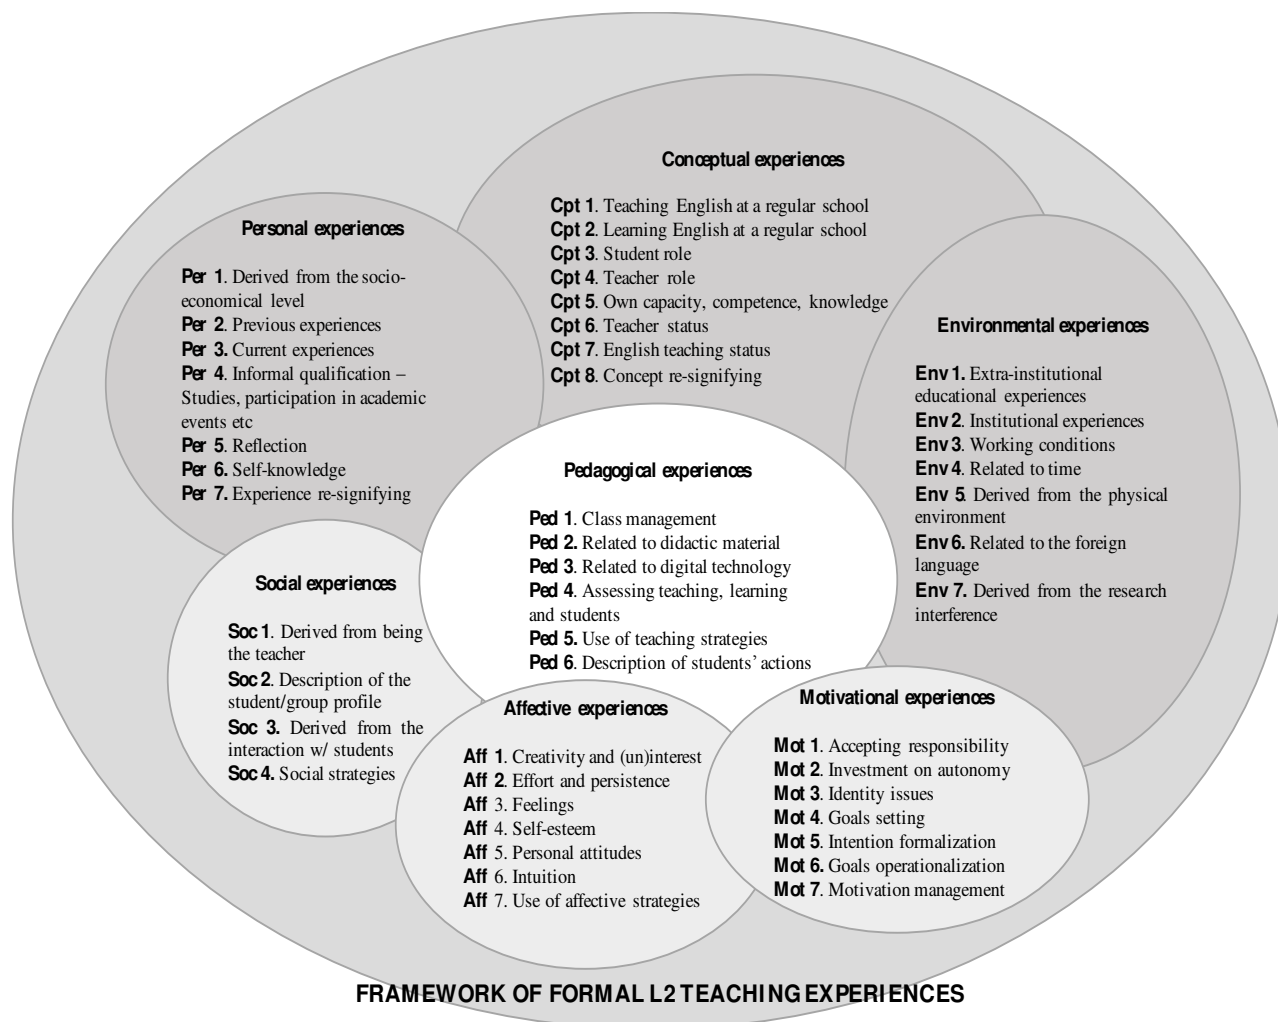 Conceptual experiences
Cpt 1. Teaching English at a regular school
Cpt 2. Learning English at a regular school
Cpt 3. Student role
Cpt 4. Teacher role
Cpt 5. Own capacity, competence, knowledge
Cpt 6. Teacher status
Cpt 7. English teaching status
Cpt 8. Concept re-signifying
Personal experiences
Per 1. Derived from the socio-
economical level
Per 2. Previous experiences
Per 3. Current experiences
Per 4. Informal qualification –
Studies, participation in academic
events etc
Per 5. Reflection
Per 6. Self-knowledge
Per 7. Experience re-signifying
Environmental experiences
Env 1. Extra-institutional
educational experiences
Env 2. Institutional experiences
Env 3. Working conditions
Env 4. Related to time
Env 5. Derived from the physical
environment
Env 6. Related to the foreign
language
Env 7. Derived from the research
interference
Pedagogical experiences
Ped 1. Class management
Ped 2. Related to didactic material
Ped 3. Related to digital technology
Ped 4. Assessing teaching, learning
and students
Ped 5. Use of teaching strategies
Ped 6. Description of students’ actions
Social experiences
Soc 1. Derived from being
the teacher
Soc 2. Description of the
student/group profile
Soc 3. Derived from the
interaction w/ students
Soc 4. Social strategies
Affective experiences
Aff 1. Creativity and (un)interest
Aff 2. Effort and persistence
Aff 3. Feelings
Aff 4. Self-esteem
Aff 5. Personal attitudes
Aff 6. Intuition
Aff 7. Use of affective strategies
Motivational experiences
Mot 1. Accepting responsibility
Mot 2. Investment on autonomy
Mot 3. Identity issues
Mot 4. Goals setting
Mot 5. Intention formalization
Mot 6. Goals operationalization
Mot 7. Motivation management
FRAMEWORK OF FORMAL L2 TEACHING EXPERIENCES